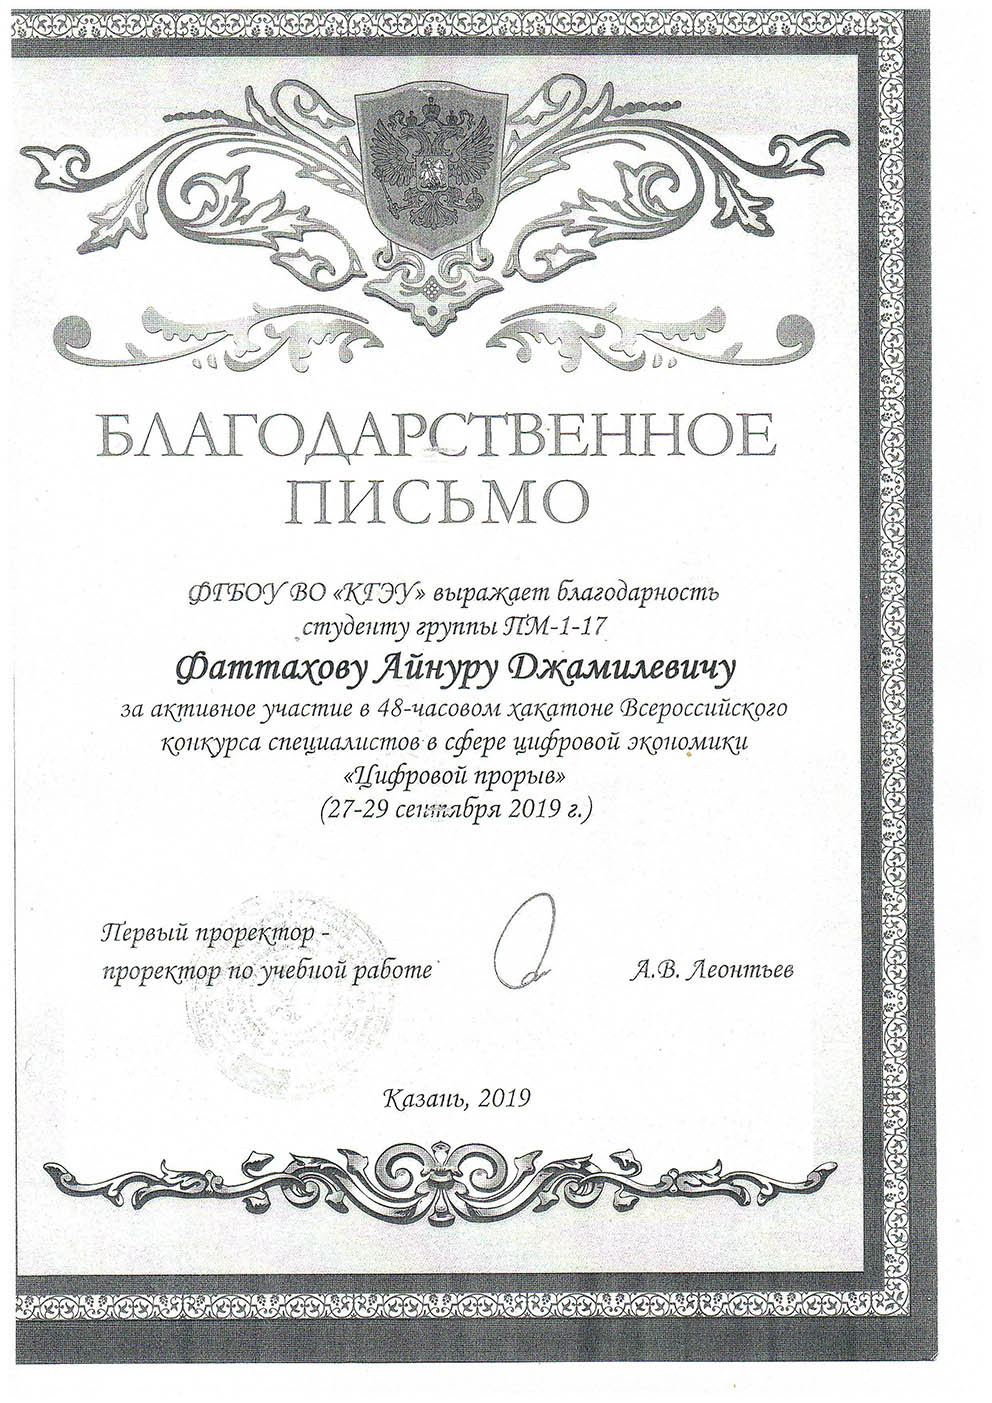 БЛАГОДАРСТВЕННОЕ
ПИСЬМО
ФГБОУ ВО «КГЭУ» выражает благодарность
студенту группы ПМ-1-17
Фаттахову Айнуру Джамилевичу
за активное участие в 48-часовом хакатоне Всероссийского
конкурса специалистов в сфере цифровой экономики
«Цифровой прорыв»
(27-29 сентября 2019 г.)
Первый проректор -
проректор по учебной работе
А.В. Леонтьев
Казань, 2019